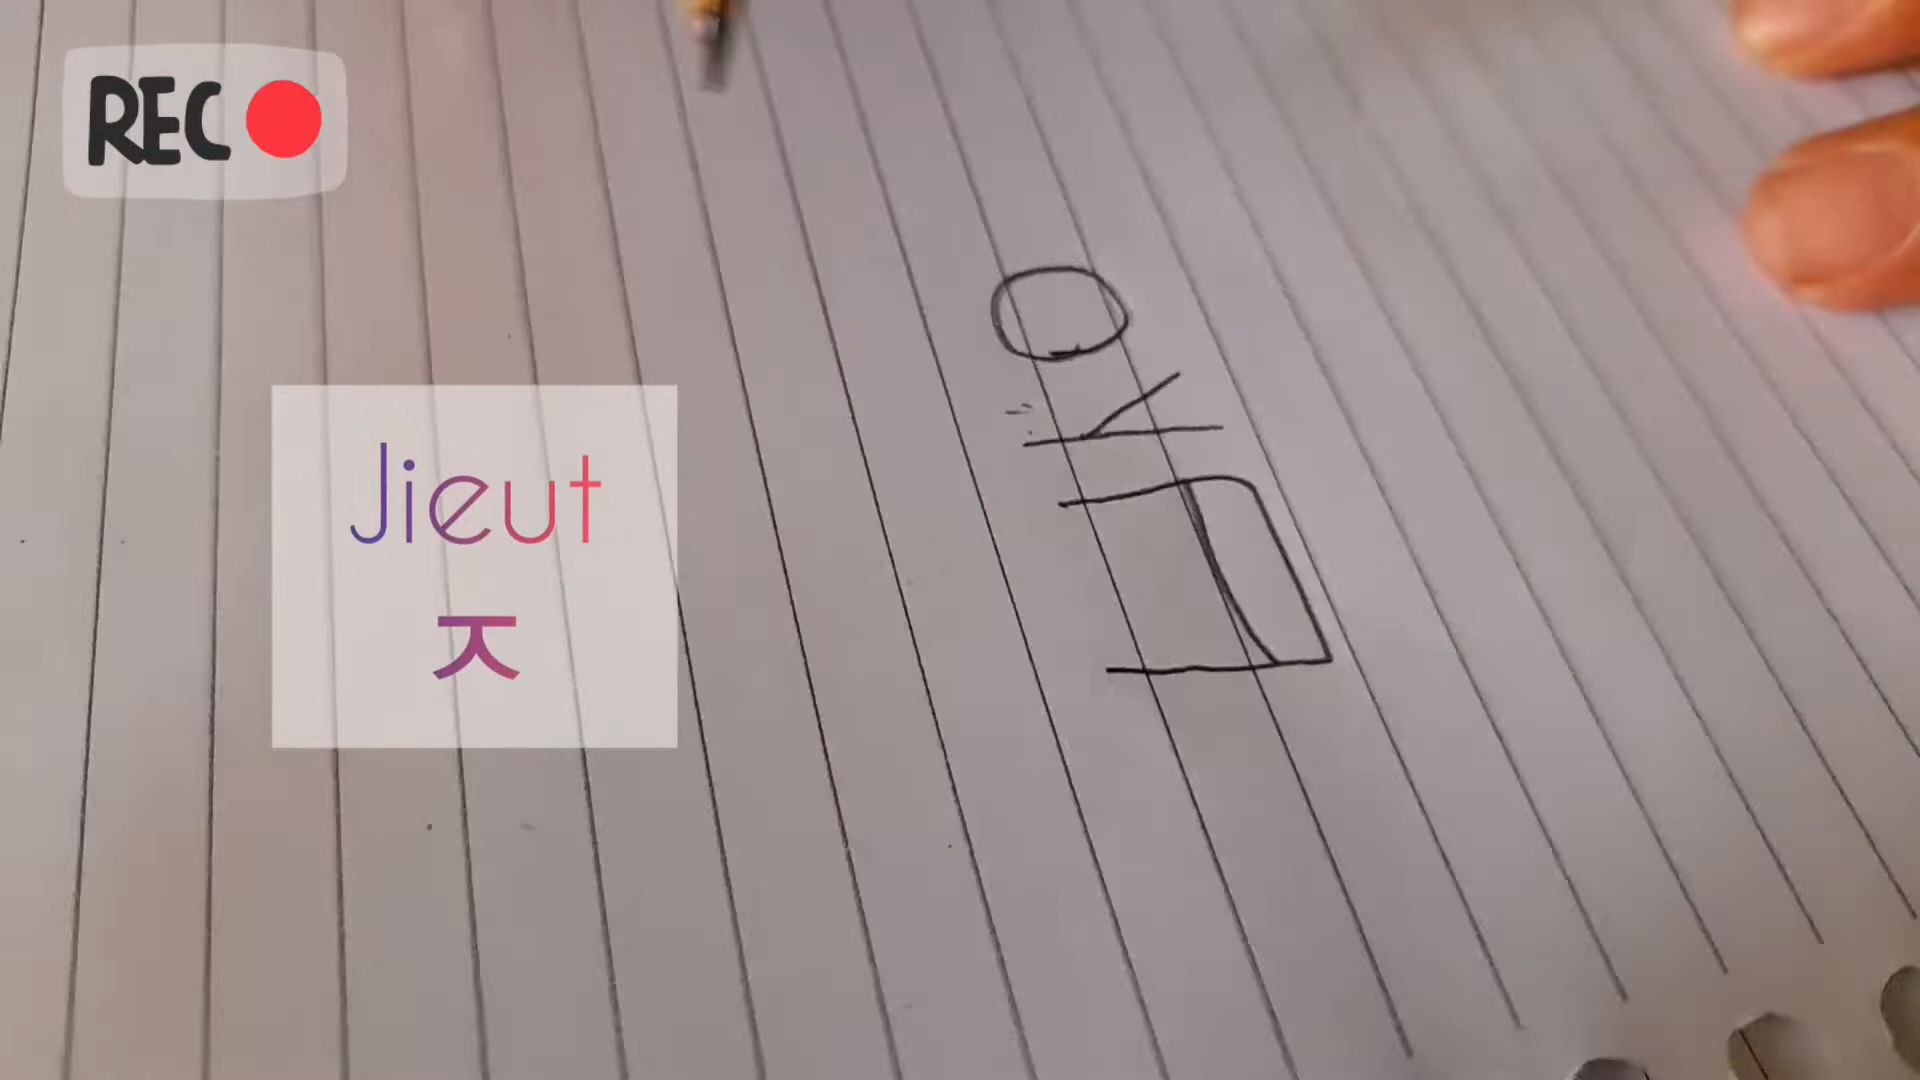 REC
Jieut
ㅈ
ㅂ ㅅ ㅇ